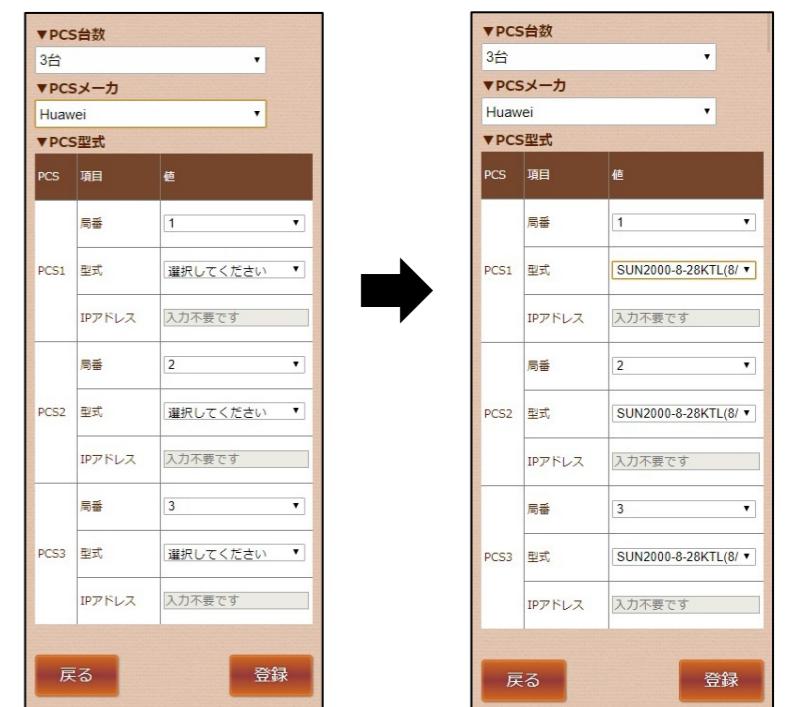 ▼PCS台数
3台
▼PCSメーカ
Huawei
▼PCS型式
PCS 項目 値
局番 1
PCS1 型式 選択してください
IPアドレス 入力不要です
局番 2
PCS2 型式 選択してください
IPアドレス 入力不要です
局番 3
PCS3 型式 選択してください
IPアドレス 入力不要です
戻る 登録
▼PCS台数
3台
▼PCSメーカ
Huawei
▼PCS型式
PCS 項目 値
局番 1
PCS1 型式 SUN2000-8-28KTL(8/
IPアドレス 入力不要です
局番 2
PCS2 型式 SUN2000-8-28KTL(8/
IPアドレス 入力不要です
局番 3
PCS3 型式 SUN2000-8-28KTL(8/
IPアドレス 入力不要です
戻る 登録